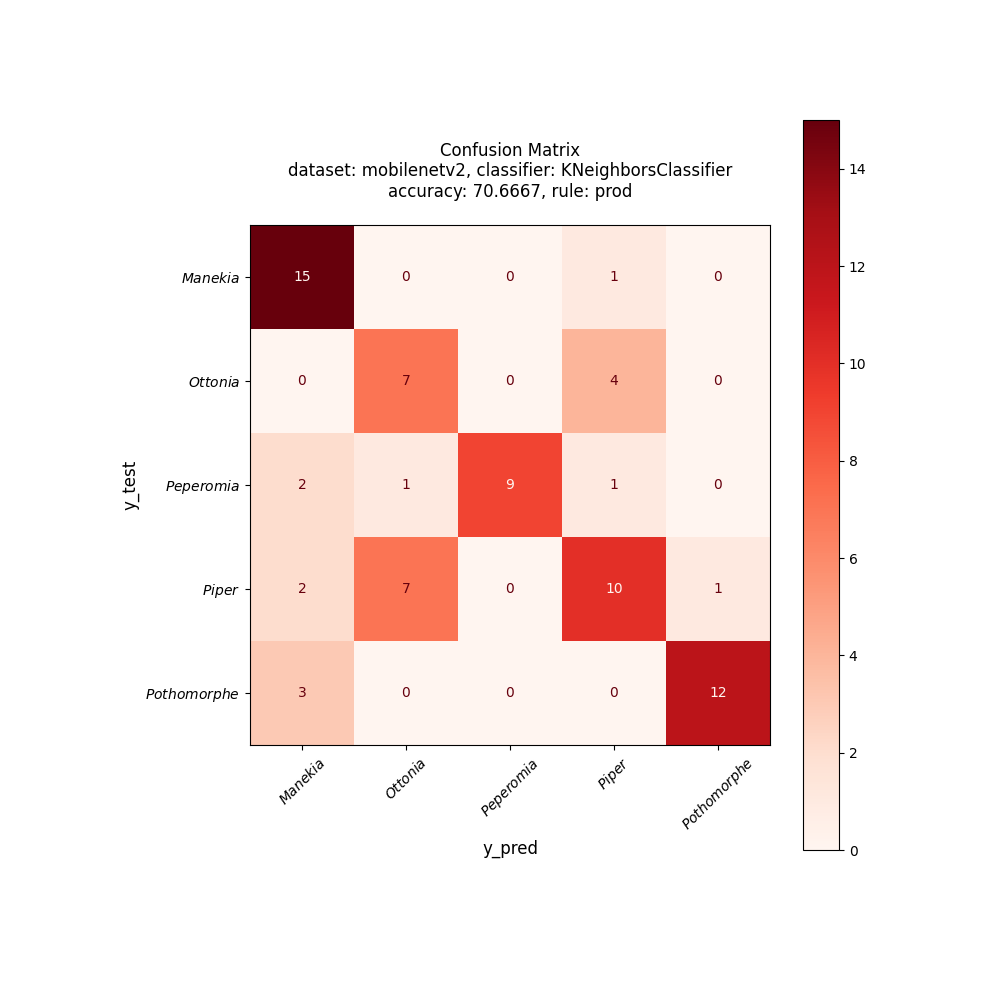 Confusion Matrix
dataset: mobilenetv2, classifier: KNeighborsClassifier
accuracy: 70.6667, rule: prod
y_test
Manekia 15 0 0 1 0
Ottonia 0 7 0 4 0
Peperomia 2 1 9 1 0
Piper 2 7 0 10 1
Pothomorphe 3 0 0 0 12
Manekia Ottonia Peperomia Piper Pothomorphe
y_pred
14
12
10
8
6
4
2
0